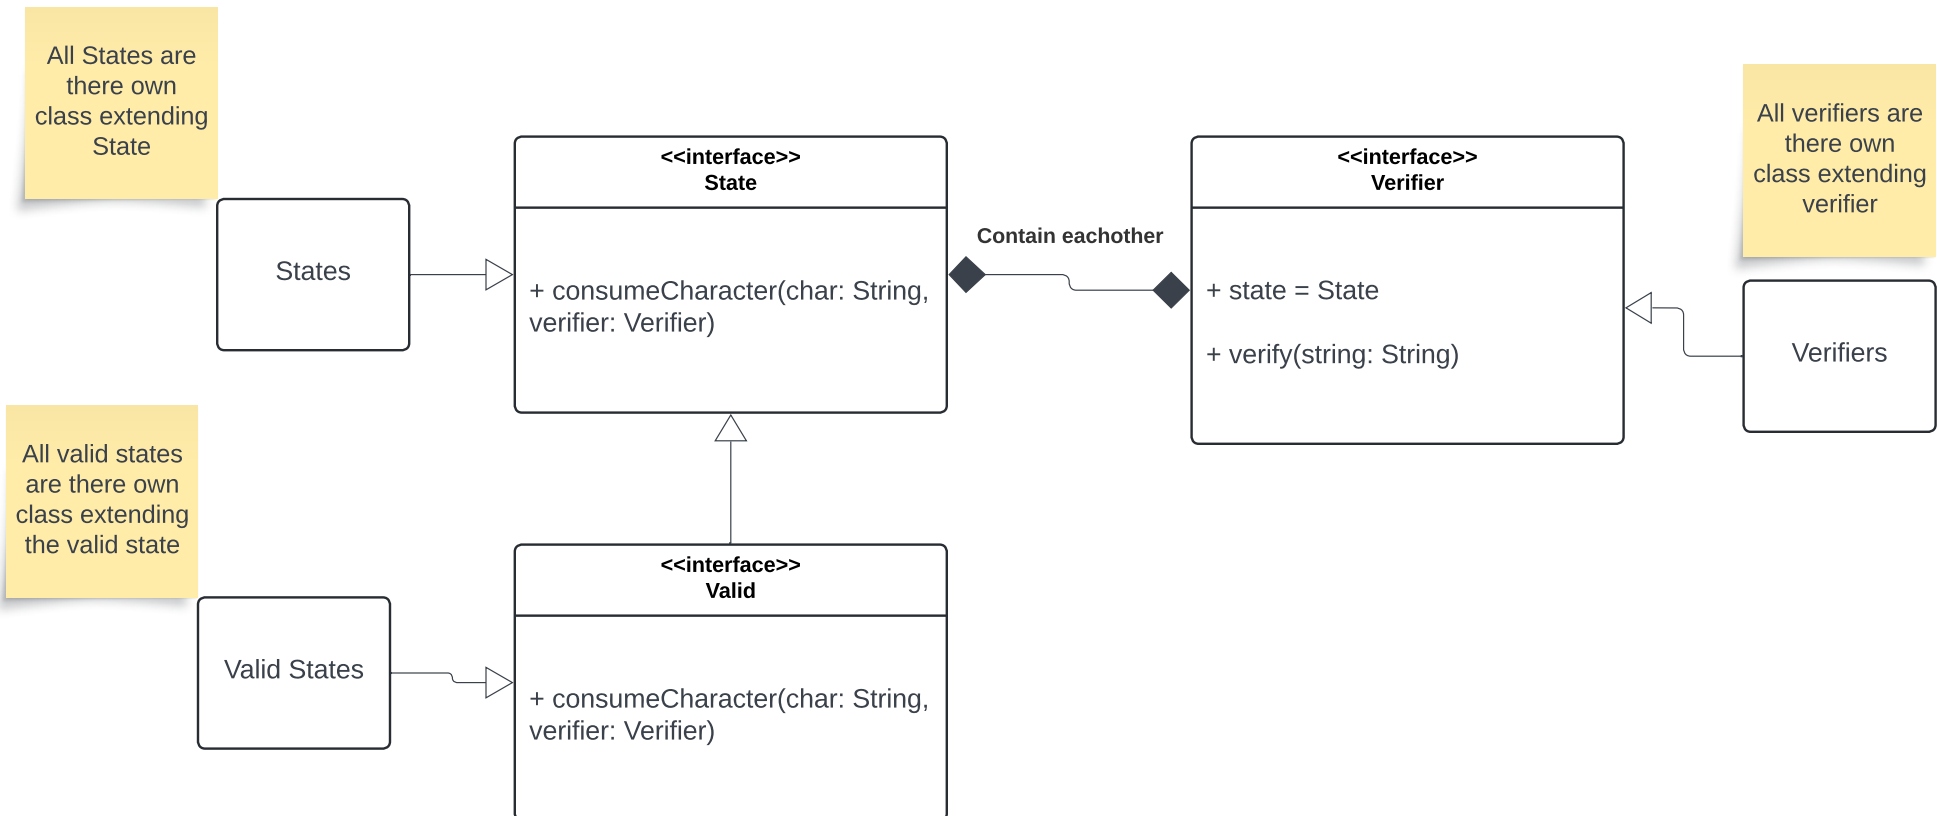 All States are
there own
class extending
State
States
<<interface>>
State
+ consumeCharacter(char: String,
verifier: Verifier)
Contain eachother
<<interface>>
Verifier
+ state = State
+ verify(string: String)
All verifiers are
there own
class extending
verifier
Verifiers
All valid states
are there own
class extending
the valid state
Valid States
<<interface>>
Valid
+ consumeCharacter(char: String,
verifier: Verifier)